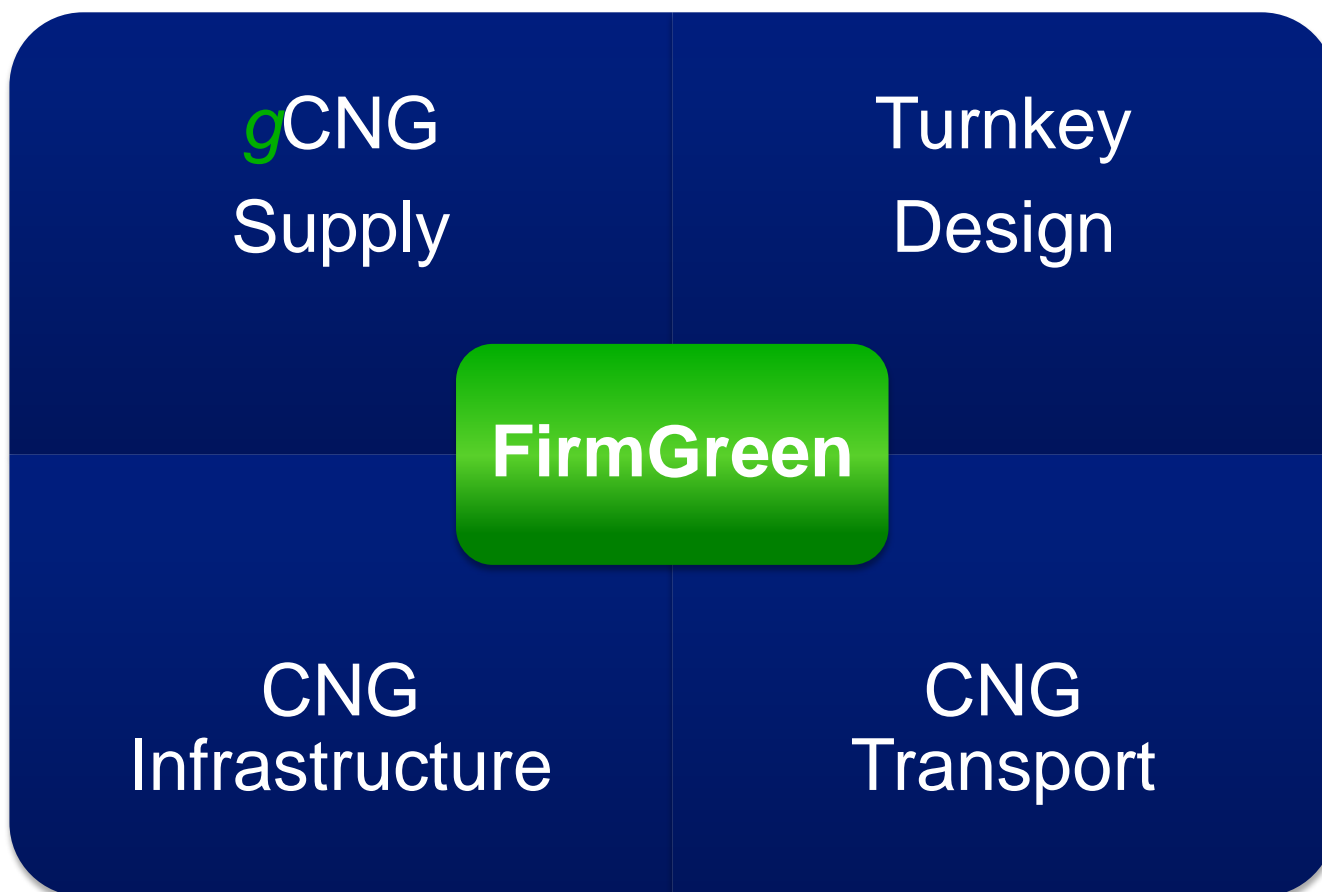 gCNG
Supply
Turnkey
Design
FirmGreen
CNG
Infrastructure
CNG
Transport